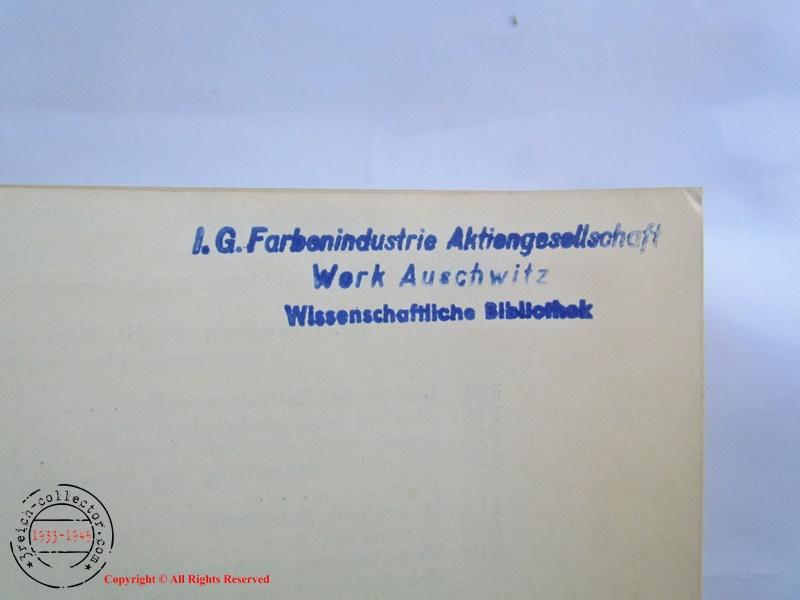 I. G. Farbenindustrie Aktiengesellschaft
Werk Auschwitz
Wissenschaftliche Bibliothek
*3reich-collector.com*
1933-1945
Copyright © All Rights Reserved